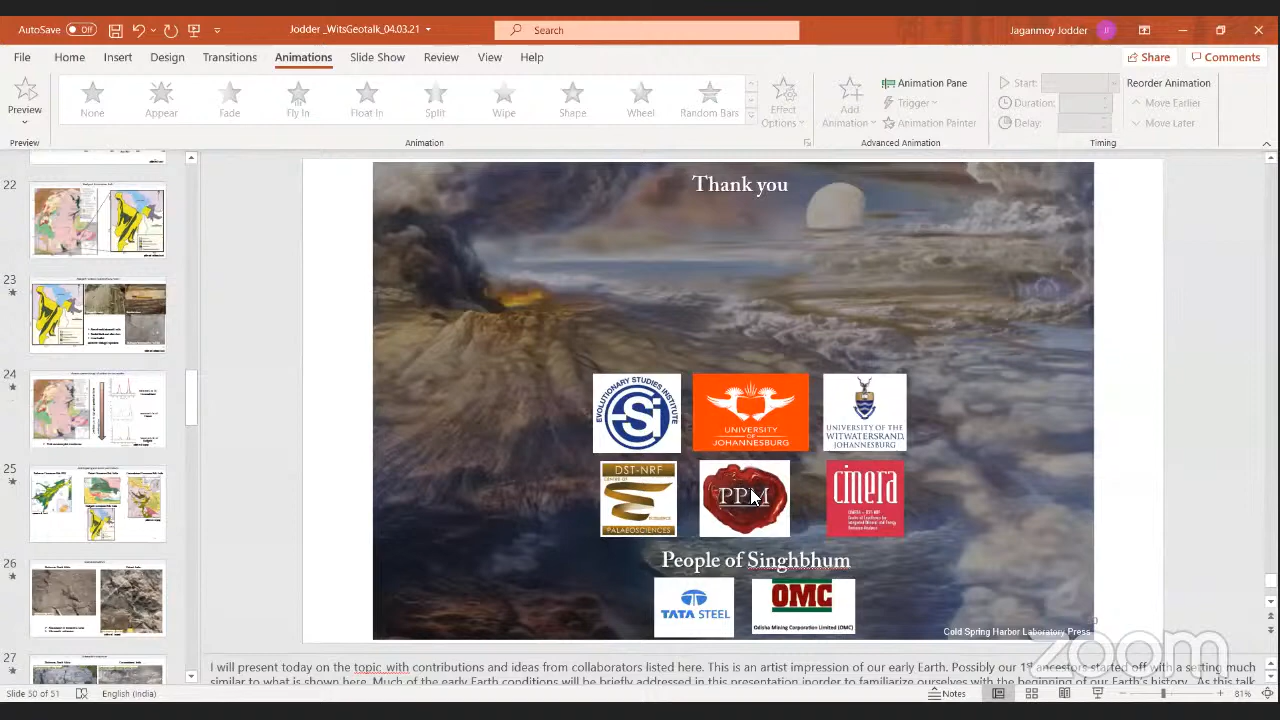 AutoSave Off
Jodder _WitsGeotalk_04.03.21
Search
Jaganmoy Jodder
JJ
File Home Insert Design Transitions Animations Slide Show Review View Help
Share Comments
Preview
None Appear Fade Fly In Float In Split Wipe Shape Wheel Random Bars
Effect Options
Add Animation
Animation Pane
Trigger
Animation Painter
Start:
Duration:
Delay:
Reorder Animation
Move Earlier
Move Later
Preview Animation Advanced Animation Timing
22
23
24
25
26
27
Thank you
EVOLUTIONARY STUDIES INSTITUTE
ESI
UNIVERSITY
OF
JOHANNESBURG
UNIVERSITY OF THE
WITWATERSRAND,
JOHANNESBURG
DST-NRF
CENTRE OF
EXCELLENCE
PALAEOSCIENCES
PPM
cimera
People of Singhbhum
TATA STEEL
OMC
Odisha Mining Corporation Limited (OMC)
Cold Spring Harbor Laboratory Press
zoom
I will present today on the topic with contributions and ideas from collaborators listed here. This is an artist impression of our early Earth. Possibly our 1st ancestors started off with a setting much
similar to what is shown here. Much of the early Earth conditions will be briefly addressed in this presentation inorder to familiarize ourselves with the beginning of our Earth's history. As this talk
Slide 50 of 51 English (India) Notes 81%